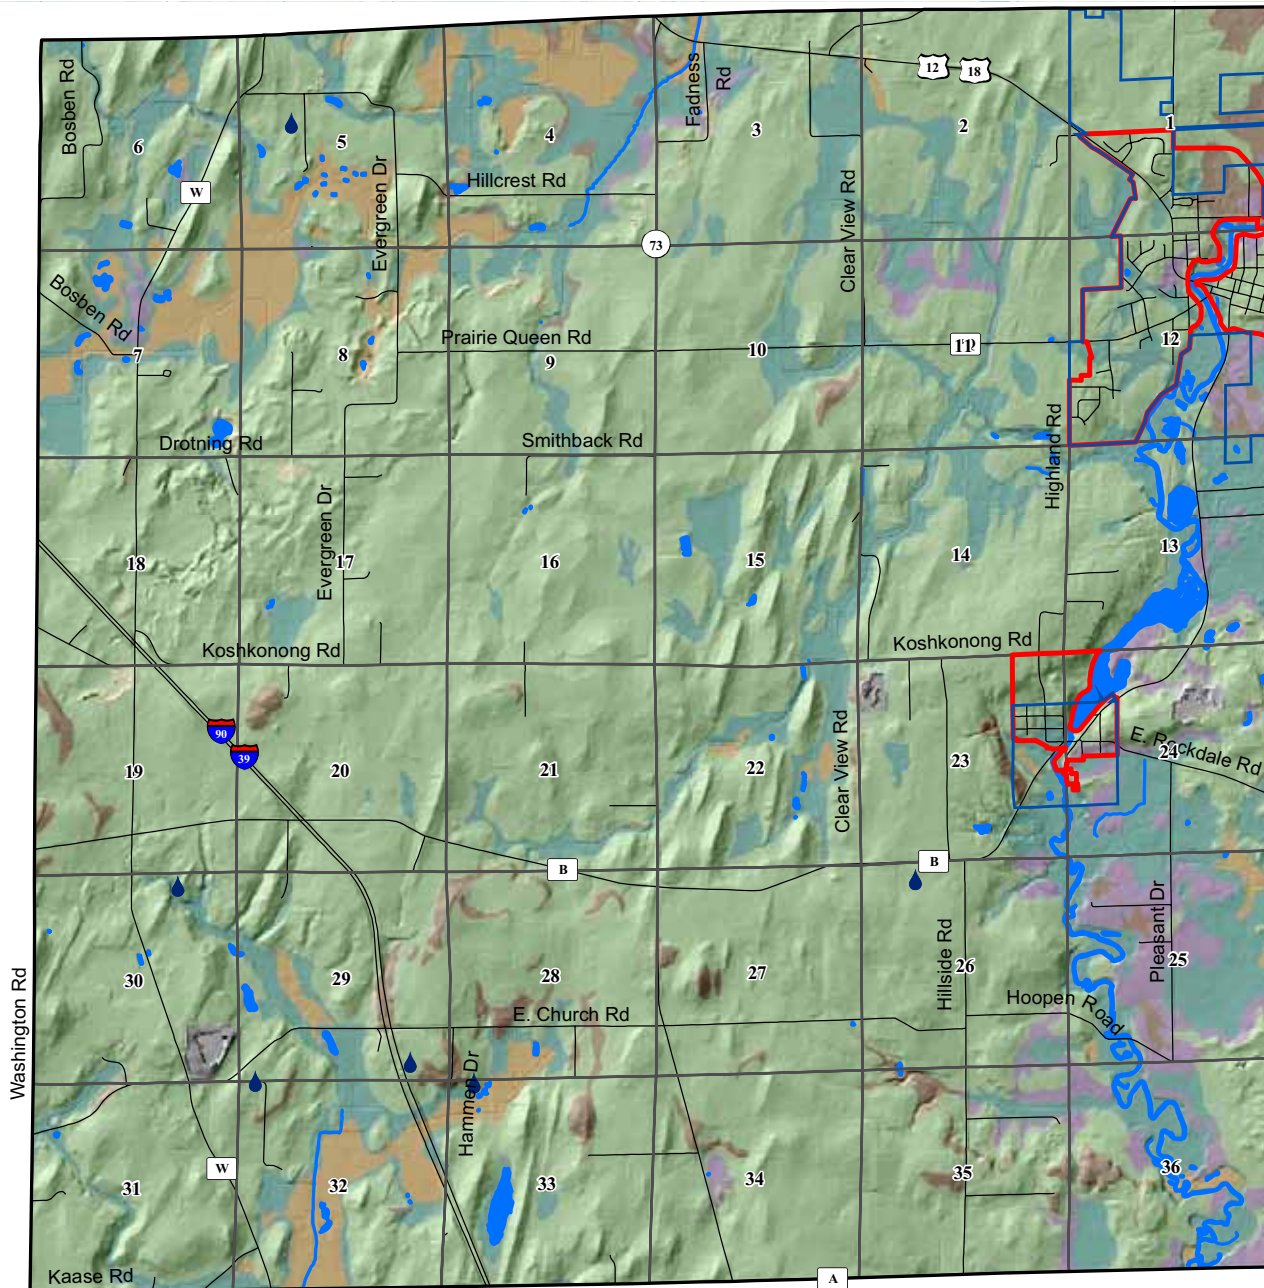 Bosben Rd
6
5
4
Fadness
Rd
3
12
18
2
1
W
Evergreen Dr
Hillcrest Rd
73
Clear View Rd
Bosben Rd
7
8
Prairie Queen Rd
9
10
11
12
Drotning Rd
Smithback Rd
Highland Rd
18
Evergreen Dr
17
16
15
14
13
Koshkonong Rd
Koshkonong Rd
90
39
19
20
21
22
Clear View Rd
23
E. Rockdale Rd
24
B
B
Washington Rd
30
29
28
27
Hillside Rd
26
Pleasant Dr
25
E. Church Rd
Hoopen Road
Hammen Dr
W
31
32
33
34
35
36
Kaase Rd
A